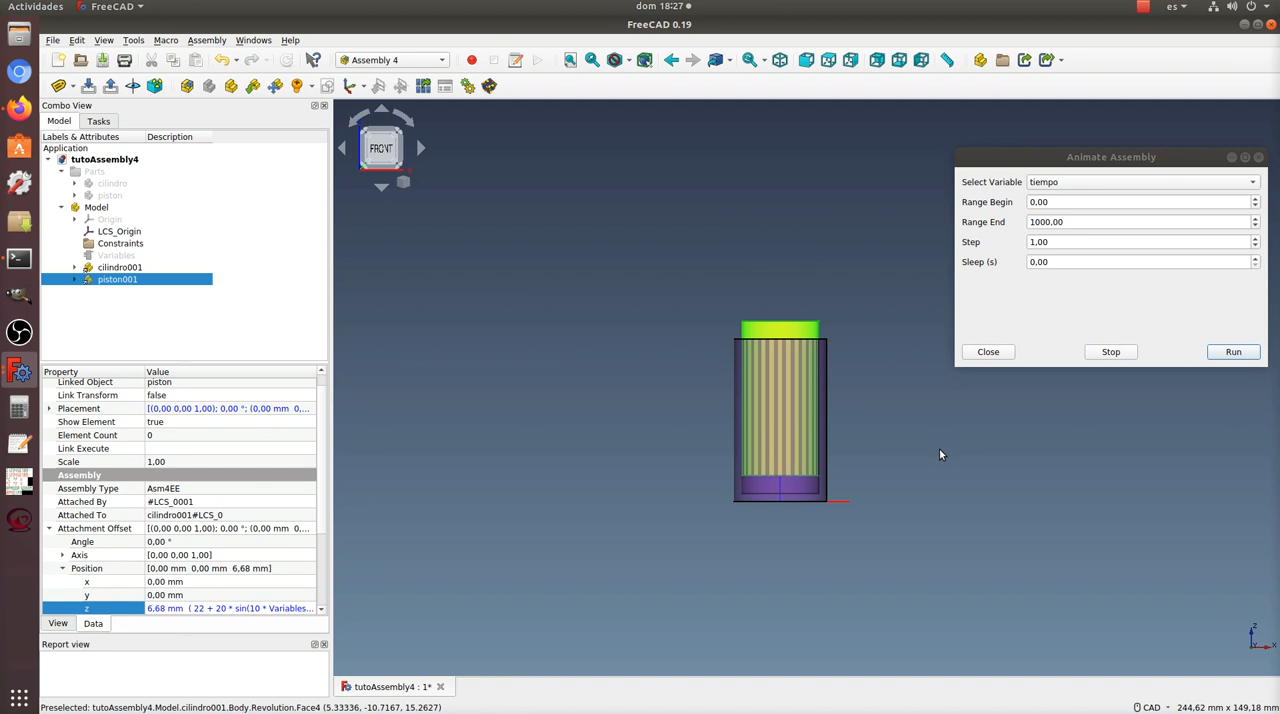 Actividades FreeCAD dom 18:27 es
FreeCAD 0.19
File Edit View Tools Macro Assembly Windows Help
Assembly 4
Combo View
Model Tasks
Labels & Attributes Description
Application
tutoAssembly4
Parts
cilindro
piston
Model
Origin
LCS_Origin
Constraints
Variables
cilindro001
piston001
FRONT
Animate Assembly
Select Variable tiempo
Range Begin 0,00
Range End 1000,00
Step 1,00
Sleep (s) 0,00
Close Stop Run
Property Value
Linked Object piston
Link Transform false
Placement [(0,00 0,00 1,00); 0,00 °; (0,00 mm 0,...
Show Element true
Element Count 0
Link Execute
Scale 1,00
Assembly
Assembly Type Asm4EE
Attached By #LCS_0001
Attached To cilindro001#LCS_0
Attachment Offset [(0,00 0,00 1,00); 0,00 °; (0,00 mm 0,...
Angle 0,00 °
Axis [0,00 0,00 1,00]
Position [0,00 mm 0,00 mm 6,68 mm]
x 0,00 mm
y 0,00 mm
z 6,68 mm ( 22 + 20 * sin(10 * Variables...
View Data
Report view
Z
Y
X
tutoAssembly4 : 1*
Preselected: tutoAssembly4.Model.cilindro001.Body.Revolution.Face4 (5.33336, -10.7167, 15.2627) CAD 244,62 mm x 149,18 mm